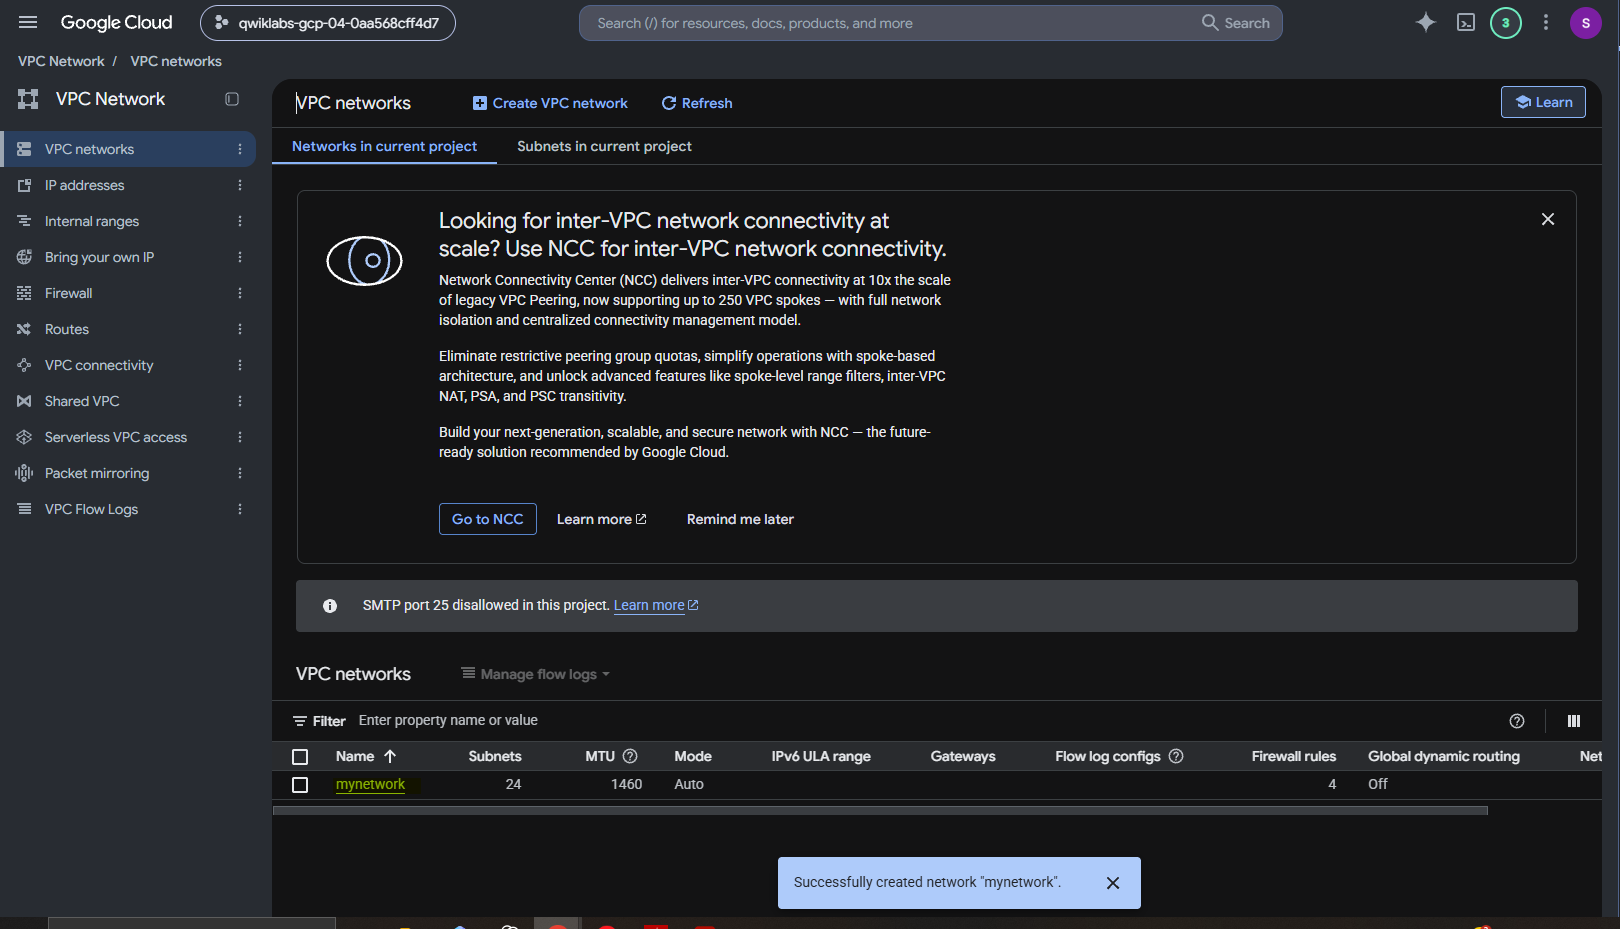 Google Cloud
qwiklabs-gcp-04-0aa568cff4d7
Search (/) for resources, docs, products, and more
Search
3
S
VPC Network / VPC networks
VPC Network
VPC networks
IP addresses
Internal ranges
Bring your own IP
Firewall
Routes
VPC connectivity
Shared VPC
Serverless VPC access
Packet mirroring
VPC Flow Logs
VPC networks
Create VPC network
Refresh
Learn
Networks in current project
Subnets in current project
Looking for inter-VPC network connectivity at
scale? Use NCC for inter-VPC network connectivity.
Network Connectivity Center (NCC) delivers inter-VPC connectivity at 10x the scale
of legacy VPC Peering, now supporting up to 250 VPC spokes — with full network
isolation and centralized connectivity management model.
Eliminate restrictive peering group quotas, simplify operations with spoke-based
architecture, and unlock advanced features like spoke-level range filters, inter-VPC
NAT, PSA, and PSC transitivity.
Build your next-generation, scalable, and secure network with NCC — the future-
ready solution recommended by Google Cloud.
Go to NCC
Learn more
Remind me later
SMTP port 25 disallowed in this project. Learn more
VPC networks
Manage flow logs
Filter Enter property name or value
Name Subnets MTU Mode IPv6 ULA range Gateways Flow log configs Firewall rules Global dynamic routing Net
mynetwork 24 1460 Auto 4 Off
Successfully created network "mynetwork".